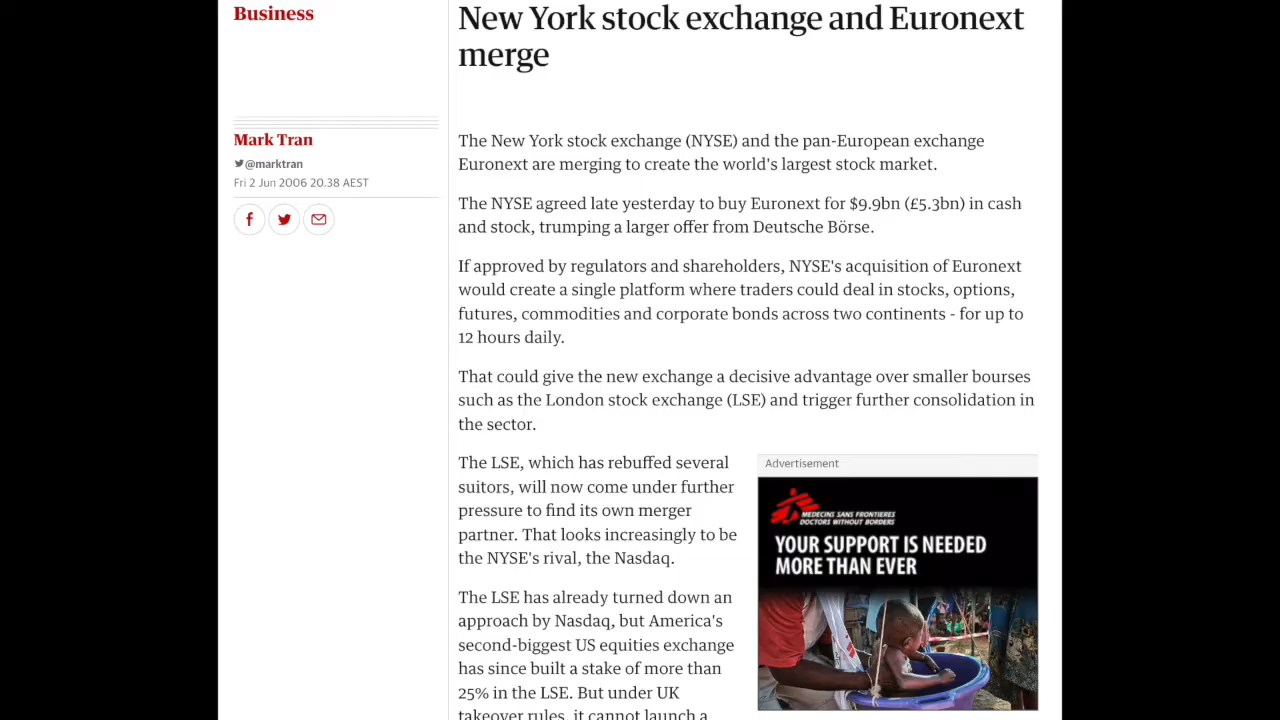 Business
New York stock exchange and Euronext
merge
Mark Tran
@marktran
Fri 2 Jun 2006 20.38 AEST
The New York stock exchange (NYSE) and the pan-European exchange
Euronext are merging to create the world's largest stock market.
The NYSE agreed late yesterday to buy Euronext for $9.9bn (£5.3bn) in cash
and stock, trumping a larger offer from Deutsche Börse.
If approved by regulators and shareholders, NYSE's acquisition of Euronext
would create a single platform where traders could deal in stocks, options,
futures, commodities and corporate bonds across two continents - for up to
12 hours daily.
That could give the new exchange a decisive advantage over smaller bourses
such as the London stock exchange (LSE) and trigger further consolidation in
the sector.
The LSE, which has rebuffed several
suitors, will now come under further
pressure to find its own merger
partner. That looks increasingly to be
the NYSE's rival, the Nasdaq.
The LSE has already turned down an
approach by Nasdaq, but America's
second-biggest US equities exchange
has since built a stake of more than
25% in the LSE. But under UK
takeover rules, it cannot launch a
Advertisement
MEDECINS SANS FRONTIERES
DOCTORS WITHOUT BORDERS
YOUR SUPPORT IS NEEDED
MORE THAN EVER